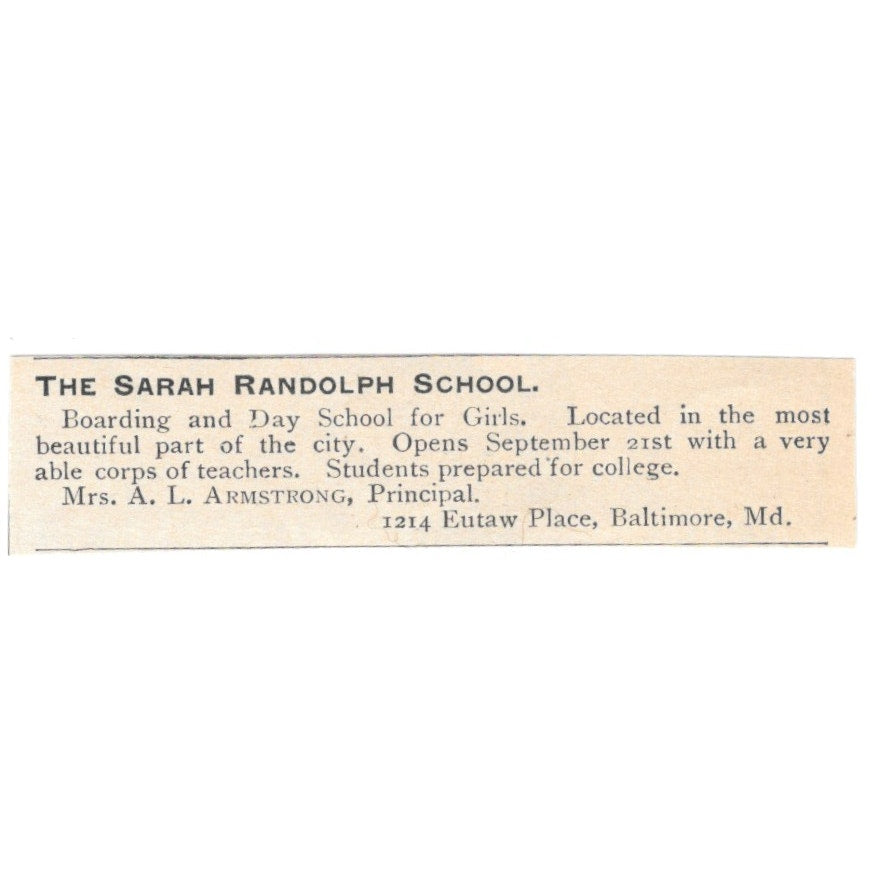 THE SARAH RANDOLPH SCHOOL.
Boarding and Day School for Girls. Located in the most
beautiful part of the city. Opens September 21st with a very
able corps of teachers. Students prepared for college.
Mrs. A. L. ARMSTRONG, Principal.
1214 Eutaw Place, Baltimore, Md.